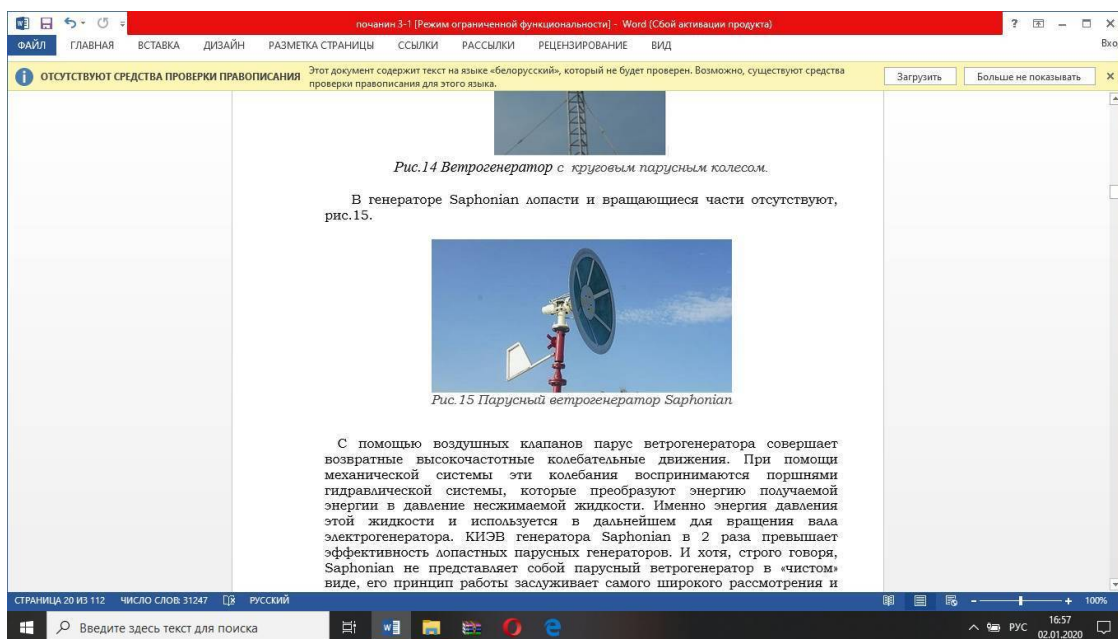 почанин 3-1 [Режим ограниченной функциональности] - Word (Сбой активации продукта)
ФАЙЛ ГЛАВНАЯ ВСТАВКА ДИЗАЙН РАЗМЕТКА СТРАНИЦЫ ССЫЛКИ РАССЫЛКИ РЕЦЕНЗИРОВАНИЕ ВИД Вхо
ОТСУТСТВУЮТ СРЕДСТВА ПРОВЕРКИ ПРАВОПИСАНИЯ Этот документ содержит текст на языке «белорусский», который не будет проверен. Возможно, существуют средства
проверки правописания для этого языка.
Загрузить Больше не показывать
Рис.14 Ветрогенератор с круговым парусным колесом.
В генераторе Saphonian лопасти и вращающиеся части отсутствуют,
рис.15.
Рис.15 Парусный ветрогенератор Saphonian
С помощью воздушных клапанов парус ветрогенератора совершает
возвратные высокочастотные колебательные движения. При помощи
механической системы эти колебания воспринимаются поршнями
гидравлической системы, которые преобразуют энергию получаемой
энергии в давление несжимаемой жидкости. Именно энергия давления
этой жидкости и используется в дальнейшем для вращения вала
электрогенератора. КИЭВ генератора Saphonian в 2 раза превышает
эффективность лопастных парусных генераторов. И хотя, строго говоря,
Saphonian не представляет собой парусный ветрогенератор в «чистом»
виде, его принцип работы заслуживает самого широкого рассмотрения и
СТРАНИЦА 20 ИЗ 112 ЧИСЛО СЛОВ: 31247 РУССКИЙ 100%
Введите здесь текст для поиска
РУС
16:57
02.01.2020